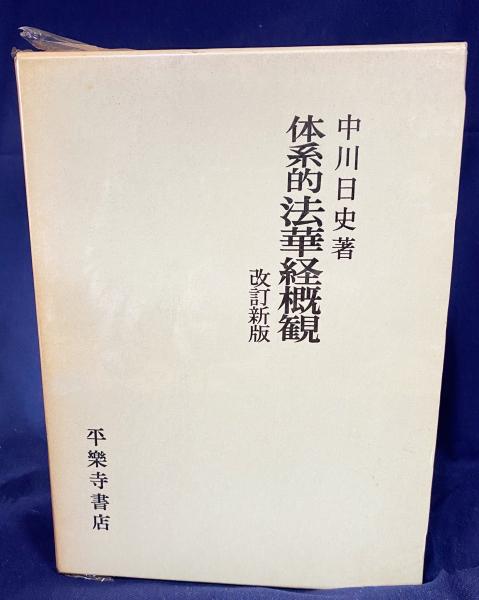 中川日史著
体系的法華経概観
改訂新版
平樂寺書店